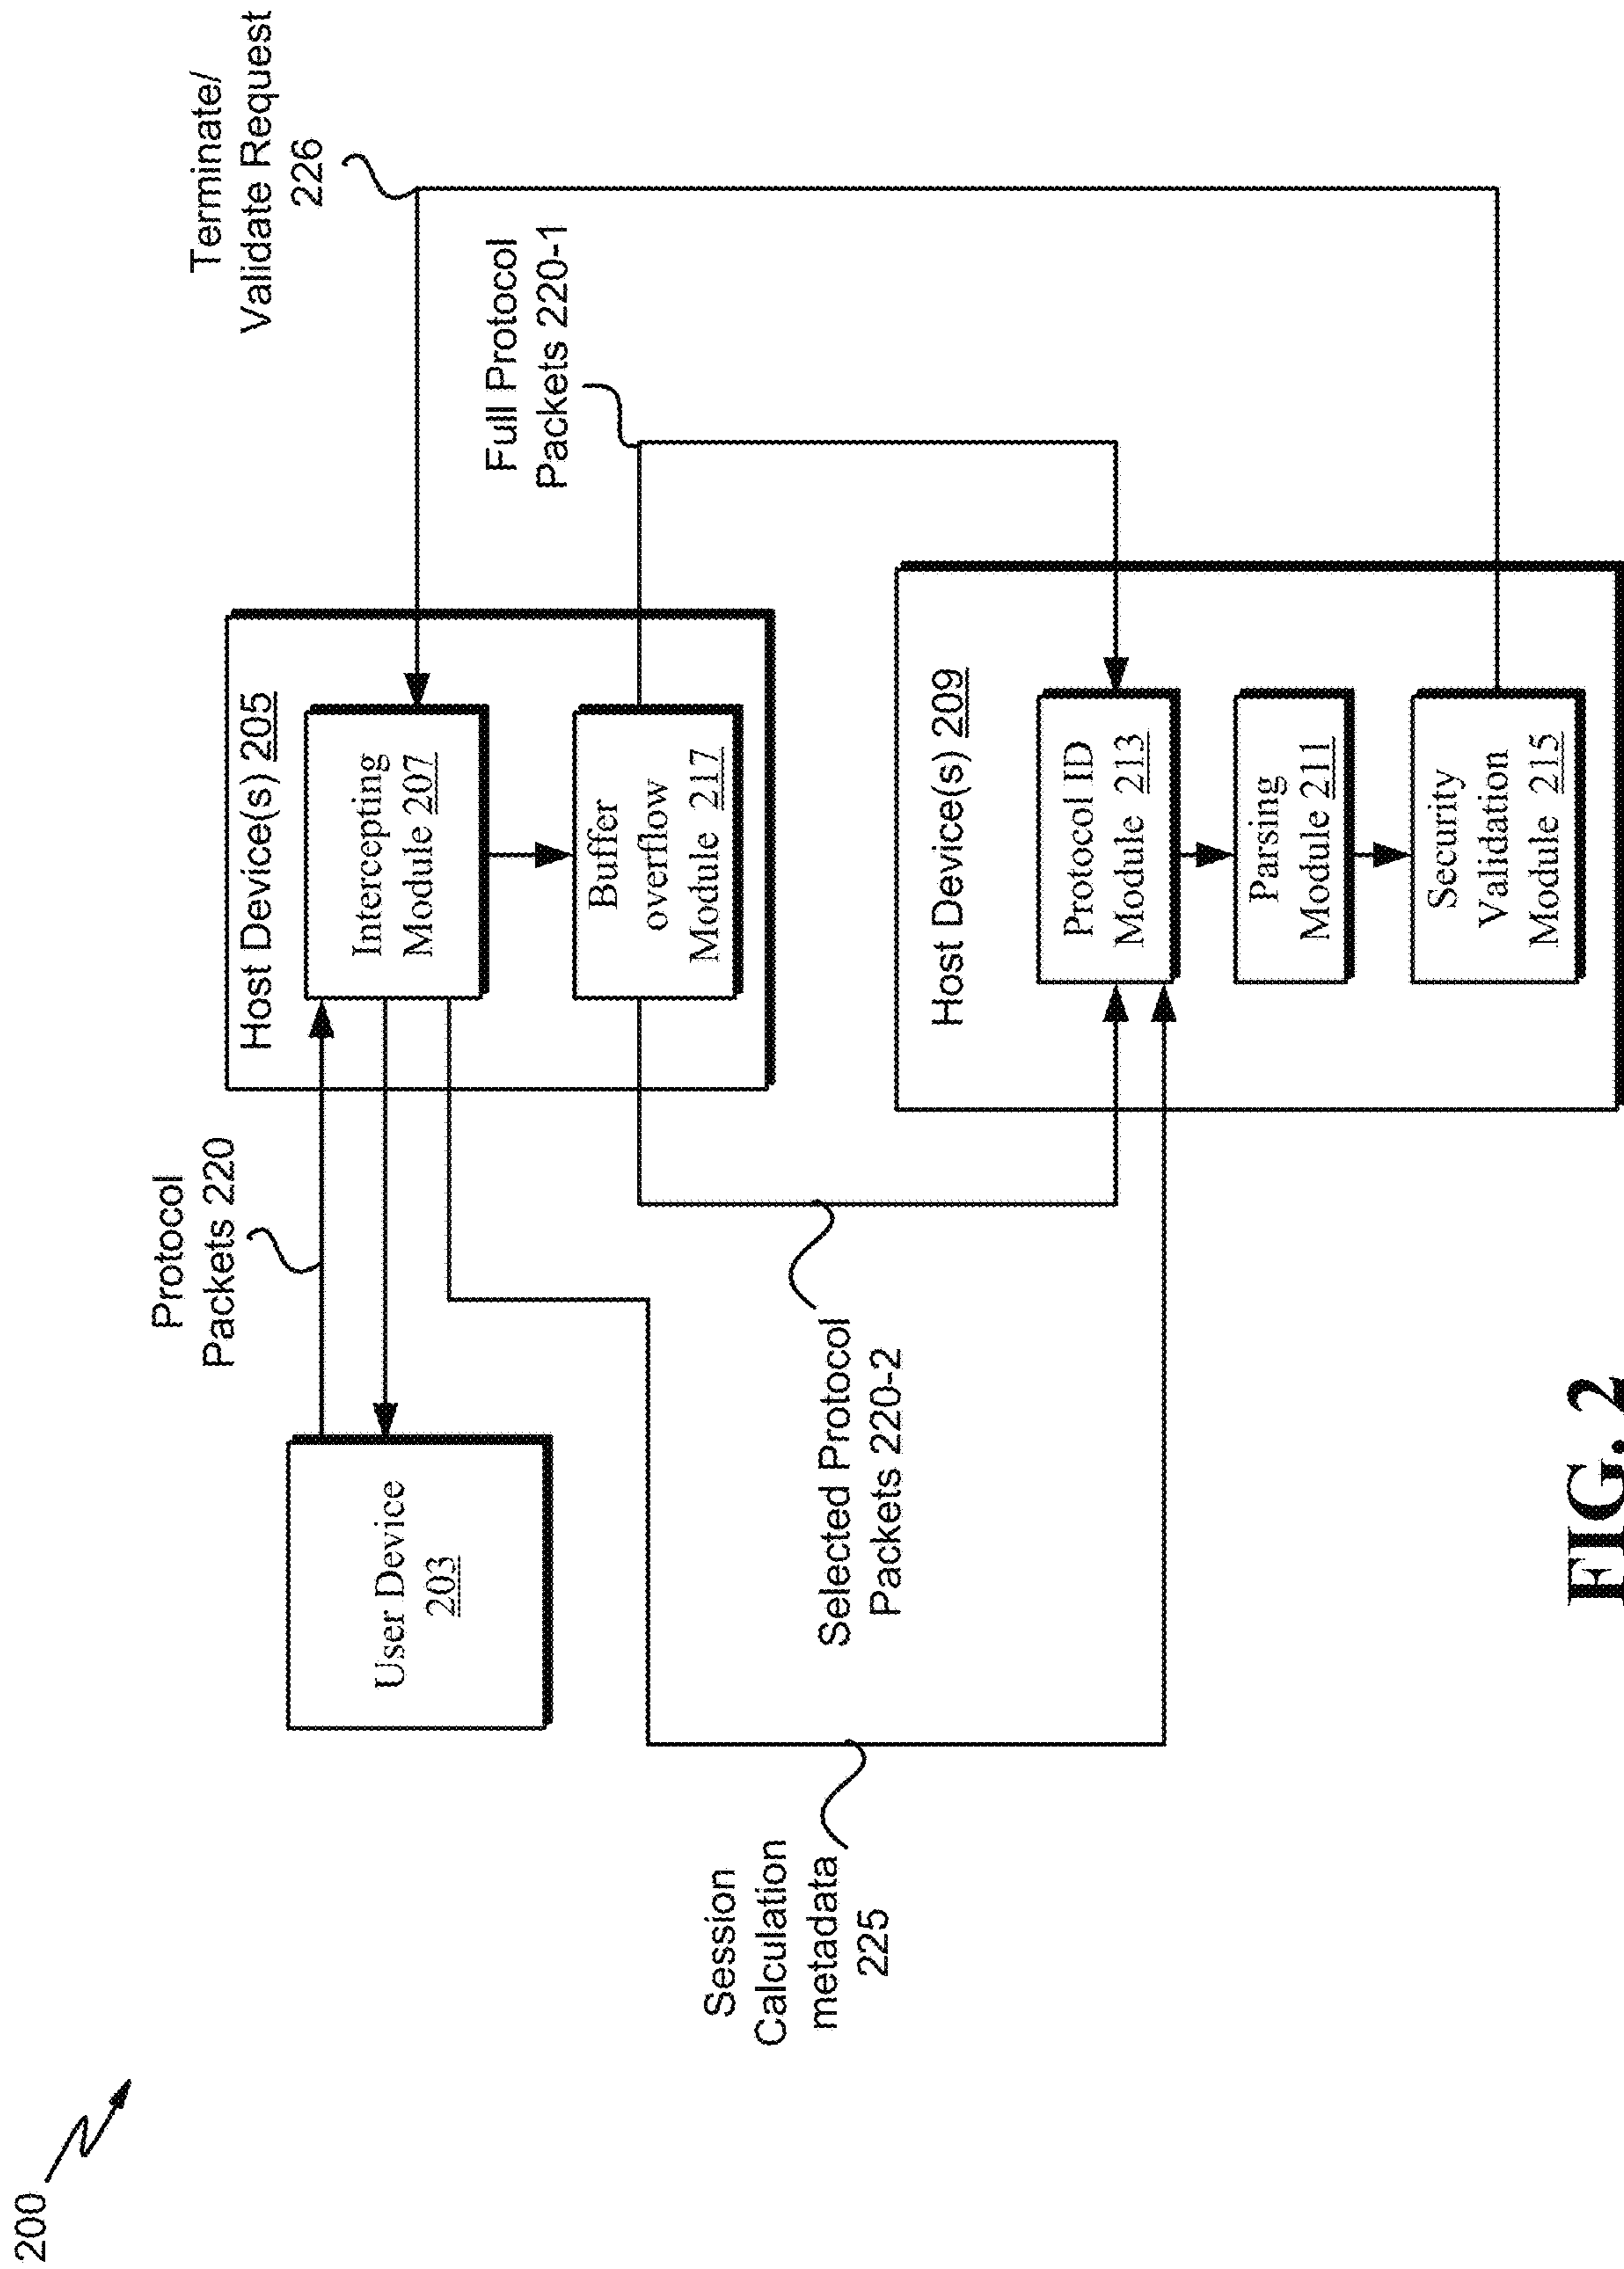 200
Terminate/
Validate Request
226
Protocol
Packets 220
Host Device(s) 205
User Device
203
Intercepting
Module 207
Full Protocol
Packets 220-1
Buffer
overflow
Module 217
Session
Calculation
metadata
225
Selected Protocol
Packets 220-2
Host Device(s) 209
Protocol ID
Module 213
Parsing
Module 211
Security
Validation
Module 215
FIG. 2